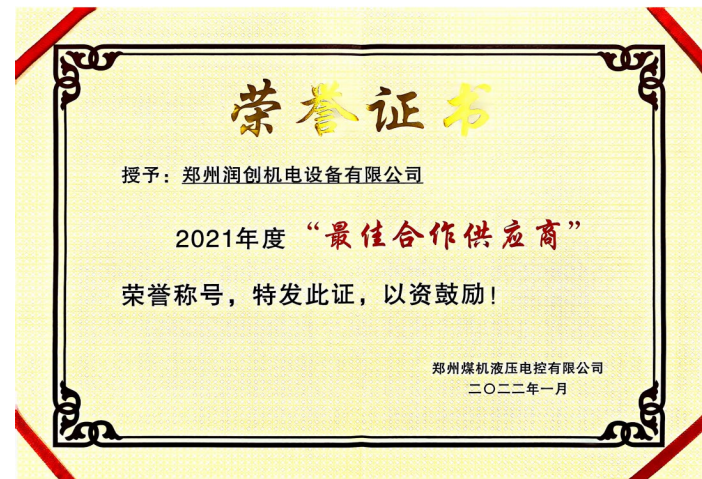 荣誉证书
授予：郑州润创机电设备有限公司
2021年度“最佳合作供应商”
荣誉称号，特发此证，以资鼓励！
郑州煤机液压电控有限公司
二〇二二年一月